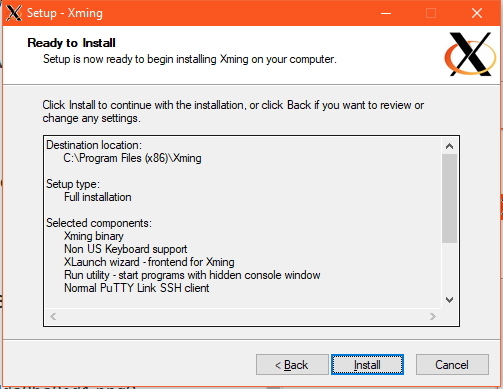 Setup - Xming
Ready to Install
Setup is now ready to begin installing Xming on your computer.
Click Install to continue with the installation, or click Back if you want to review or
change any settings.
Destination location:
C:\Program Files (x86)\Xming
Setup type:
Full installation
Selected components:
Xming binary
Non US Keyboard support
XLaunch wizard - frontend for Xming
Run utility - start programs with hidden console window
Normal PuTTY Link SSH client
< Back
Install
Cancel